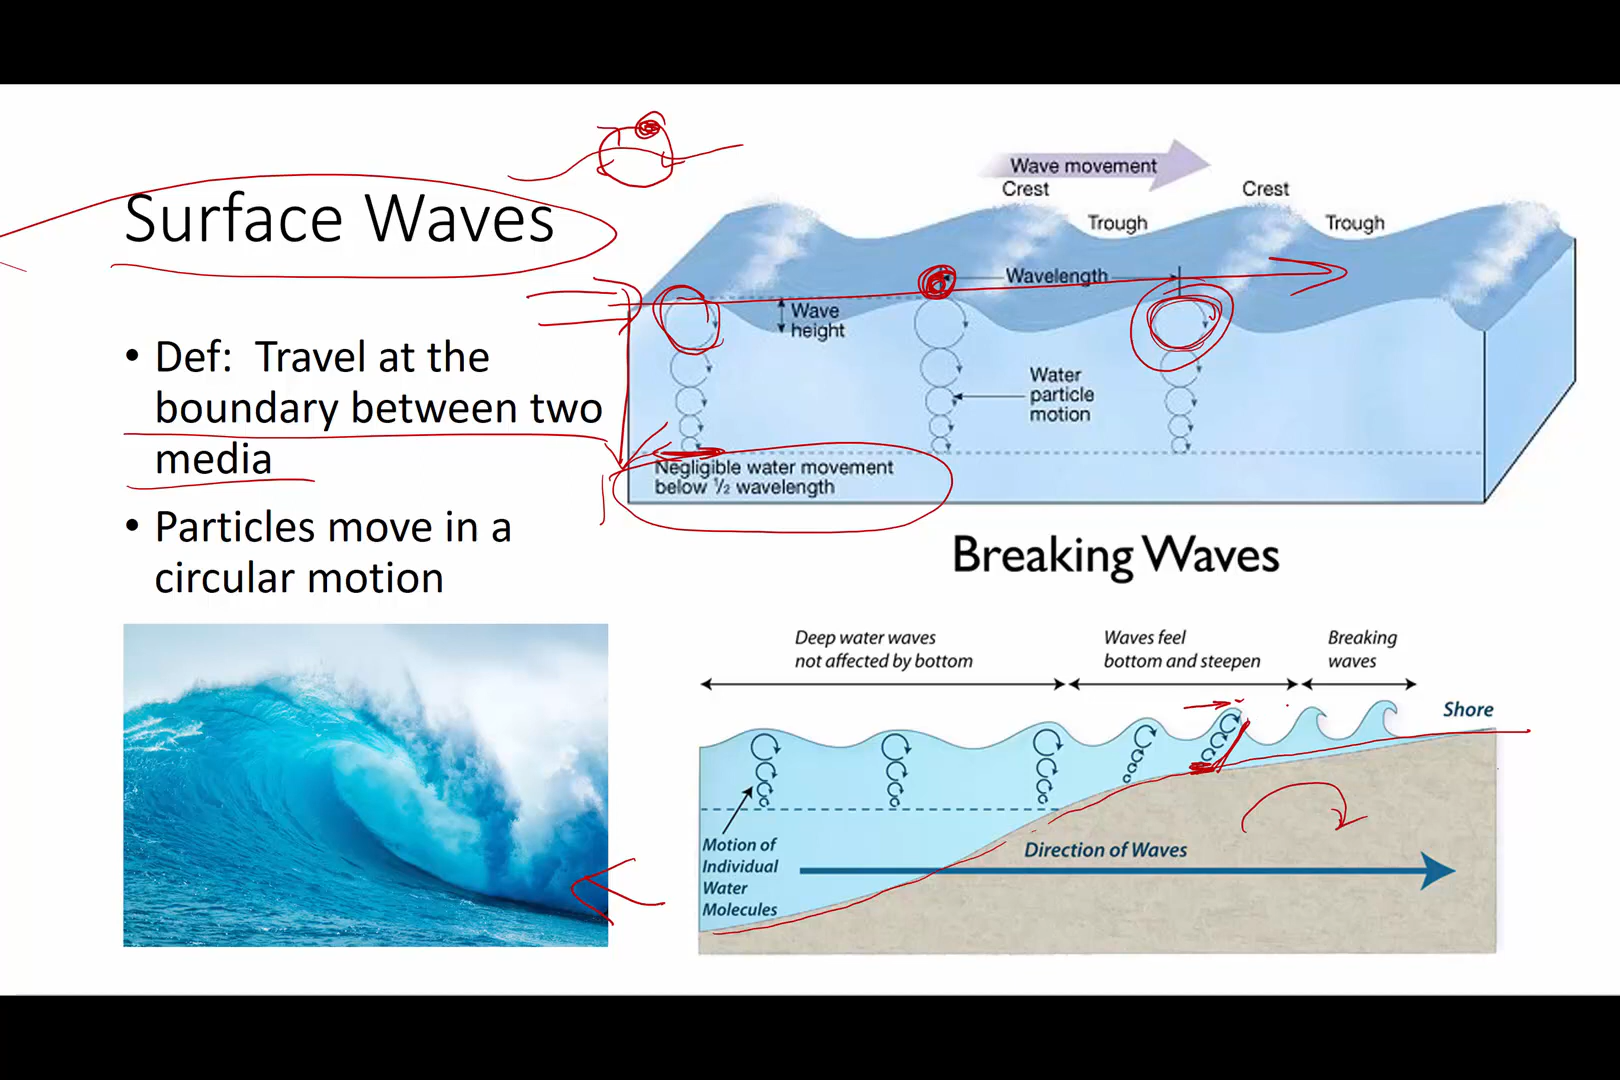 Surface Waves
• Def:  Travel at the
boundary between two
media
• Particles move in a
circular motion
Wave movement
Crest
Crest
Trough
Trough
Wavelength
Wave
height
Water
particle
motion
Negligible water movement
below 1/2 wavelength
Breaking Waves
Deep water waves
not affected by bottom
Waves feel
bottom and steepen
Breaking
waves
Shore
Motion of
Individual
Water
Molecules
Direction of Waves